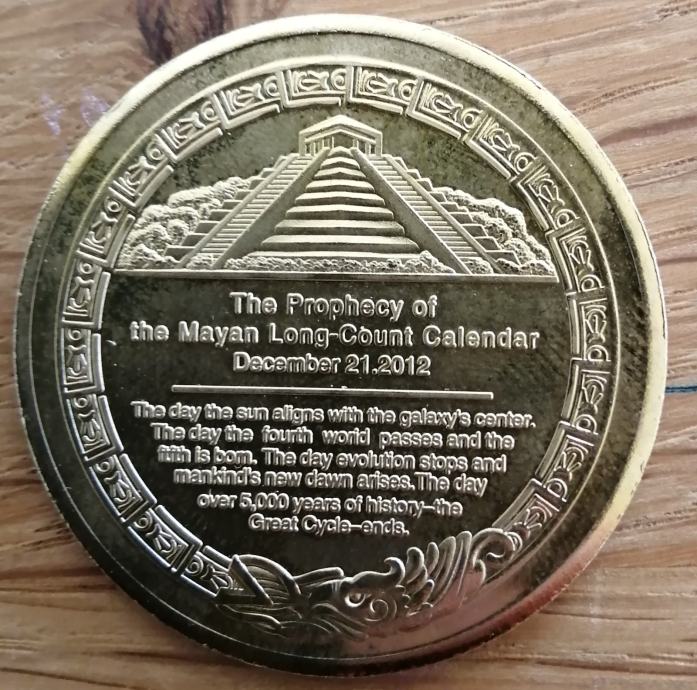 The Prophecy of
the Mayan Long-Count Calendar
December 21.2012
The day the sun aligns with the galaxy's center.
The day the fourth world passes and the
fifth is born. The day evolution stops and
mankind's new dawn arises.The day
over 5,000 years of history-the
Great Cycle-ends.